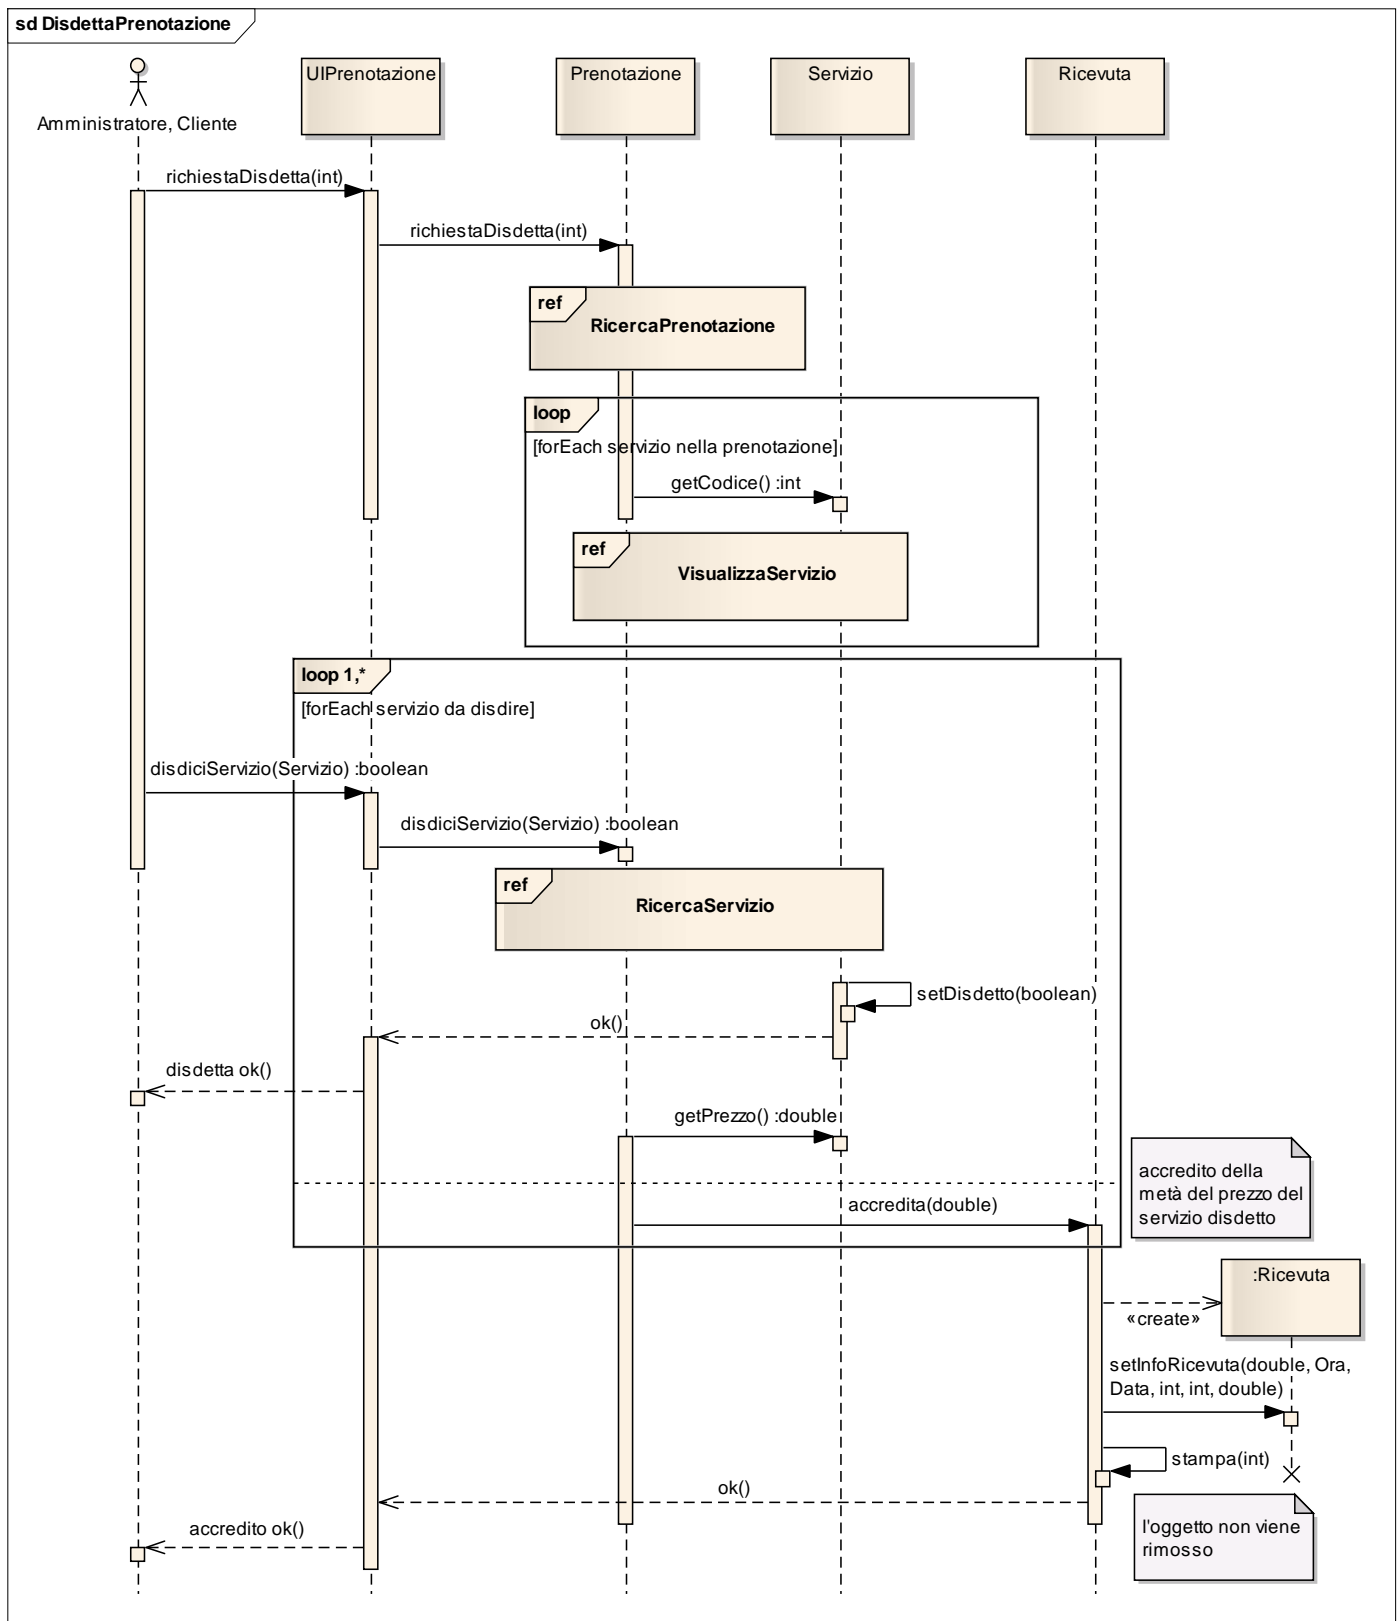 sd DisdettaPrenotazione
Amministratore, Cliente
UIPrenotazione
Prenotazione
Servizio
Ricevuta
richiestaDisdetta(int)
richiestaDisdetta(int)
ref
RicercaPrenotazione
loop
[forEach servizio nella prenotazione]
getCodice() :int
ref
VisualizzaServizio
loop 1,*
[forEach servizio da disdire]
disdiciServizio(Servizio) :boolean
disdiciServizio(Servizio) :boolean
ref
RicercaServizio
setDisdetto(boolean)
ok()
disdetta ok()
getPrezzo() :double
accredito della
metà del prezzo del
servizio disdetto
accredita(double)
:Ricevuta
«create»
setInfoRicevuta(double, Ora,
Data, int, int, double)
stampa(int)
ok()
l'oggetto non viene
rimosso
accredito ok()